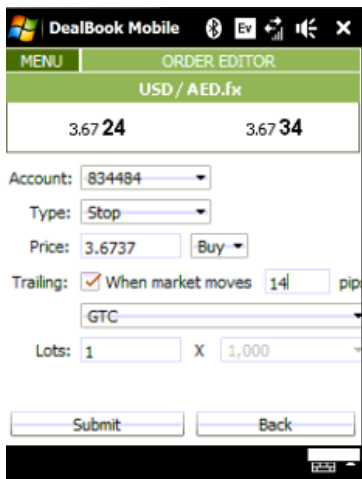 DealBook Mobile Ev
MENU ORDER EDITOR
USD / AED.fx
3.67 24 3.67 34
Account: 834484
Type: Stop
Price: 3.6737 Buy
Trailing: When market moves 14 pip
GTC
Lots: 1 X 1,000
Submit Back